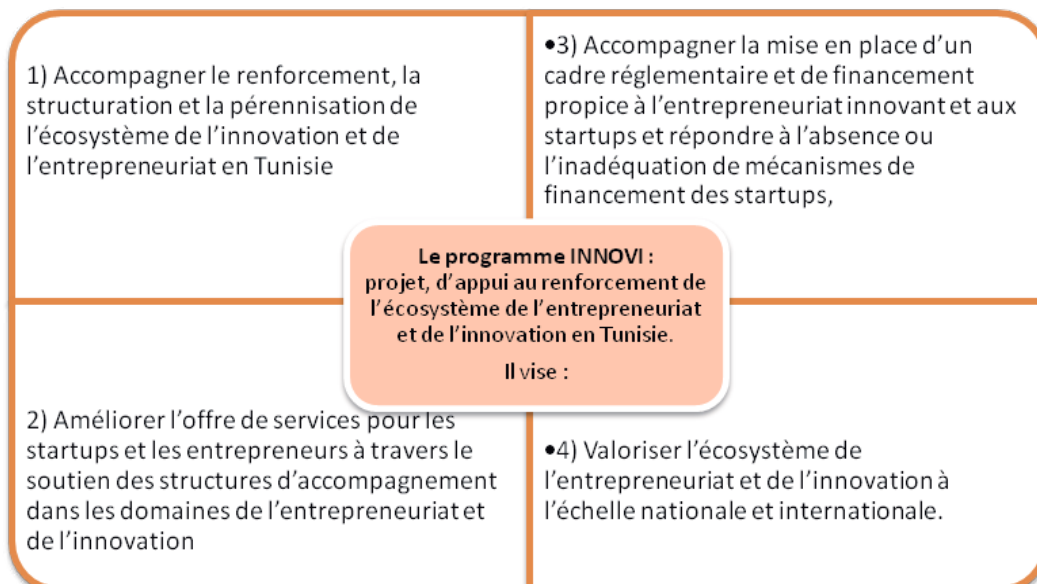 1) Accompagner le renforcement, la
structuration et la pérennisation de
l’écosystème de l’innovation et de
l’entrepreneuriat en Tunisie
•3) Accompagner la mise en place d’un
cadre réglementaire et de financement
propice à l’entrepreneuriat innovant et aux
startups et répondre à l’absence ou
l’inadéquation de mécanismes de
financement des startups,
Le programme INNOVI :
projet, d’appui au renforcement de
l’écosystème de l’entrepreneuriat
et de l’innovation en Tunisie.
Il vise :
2) Améliorer l’offre de services pour les
startups et les entrepreneurs à travers le
soutien des structures d’accompagnement
dans les domaines de l’entrepreneuriat et
de l’innovation
•4) Valoriser l’écosystème de
l’entrepreneuriat et de l’innovation à
l’échelle nationale et internationale.